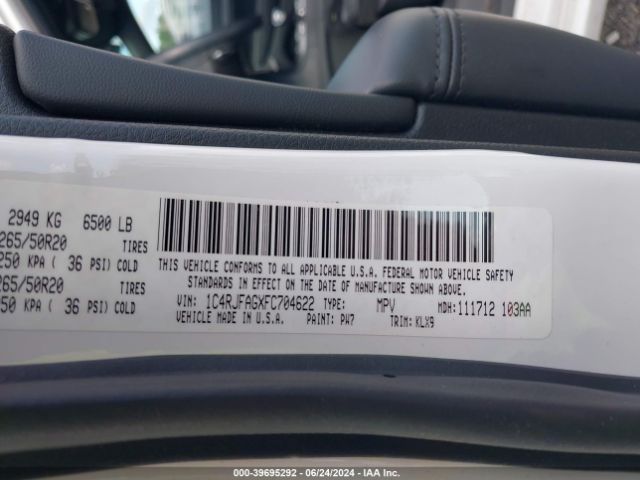 2949 KG 6500 LB
265/50R20 TIRES
250 KPA ( 36 PSI) COLD
265/50R20 TIRES
250 KPA ( 36 PSI) COLD
THIS VEHICLE CONFORMS TO ALL APPLICABLE U.S.A. FEDERAL MOTOR VEHICLE SAFETY
STANDARDS IN EFFECT ON THE DATE OF MANUFACTURE SHOWN ABOVE.
VIN: 1C4RJFAGXFC704622 TYPE: MPV MDH: 111712 103AA
VEHICLE MADE IN U.S.A. PAINT: PW7 TRIM: KLX9
000-39695292 - 06/24/2024 - IAA Inc.